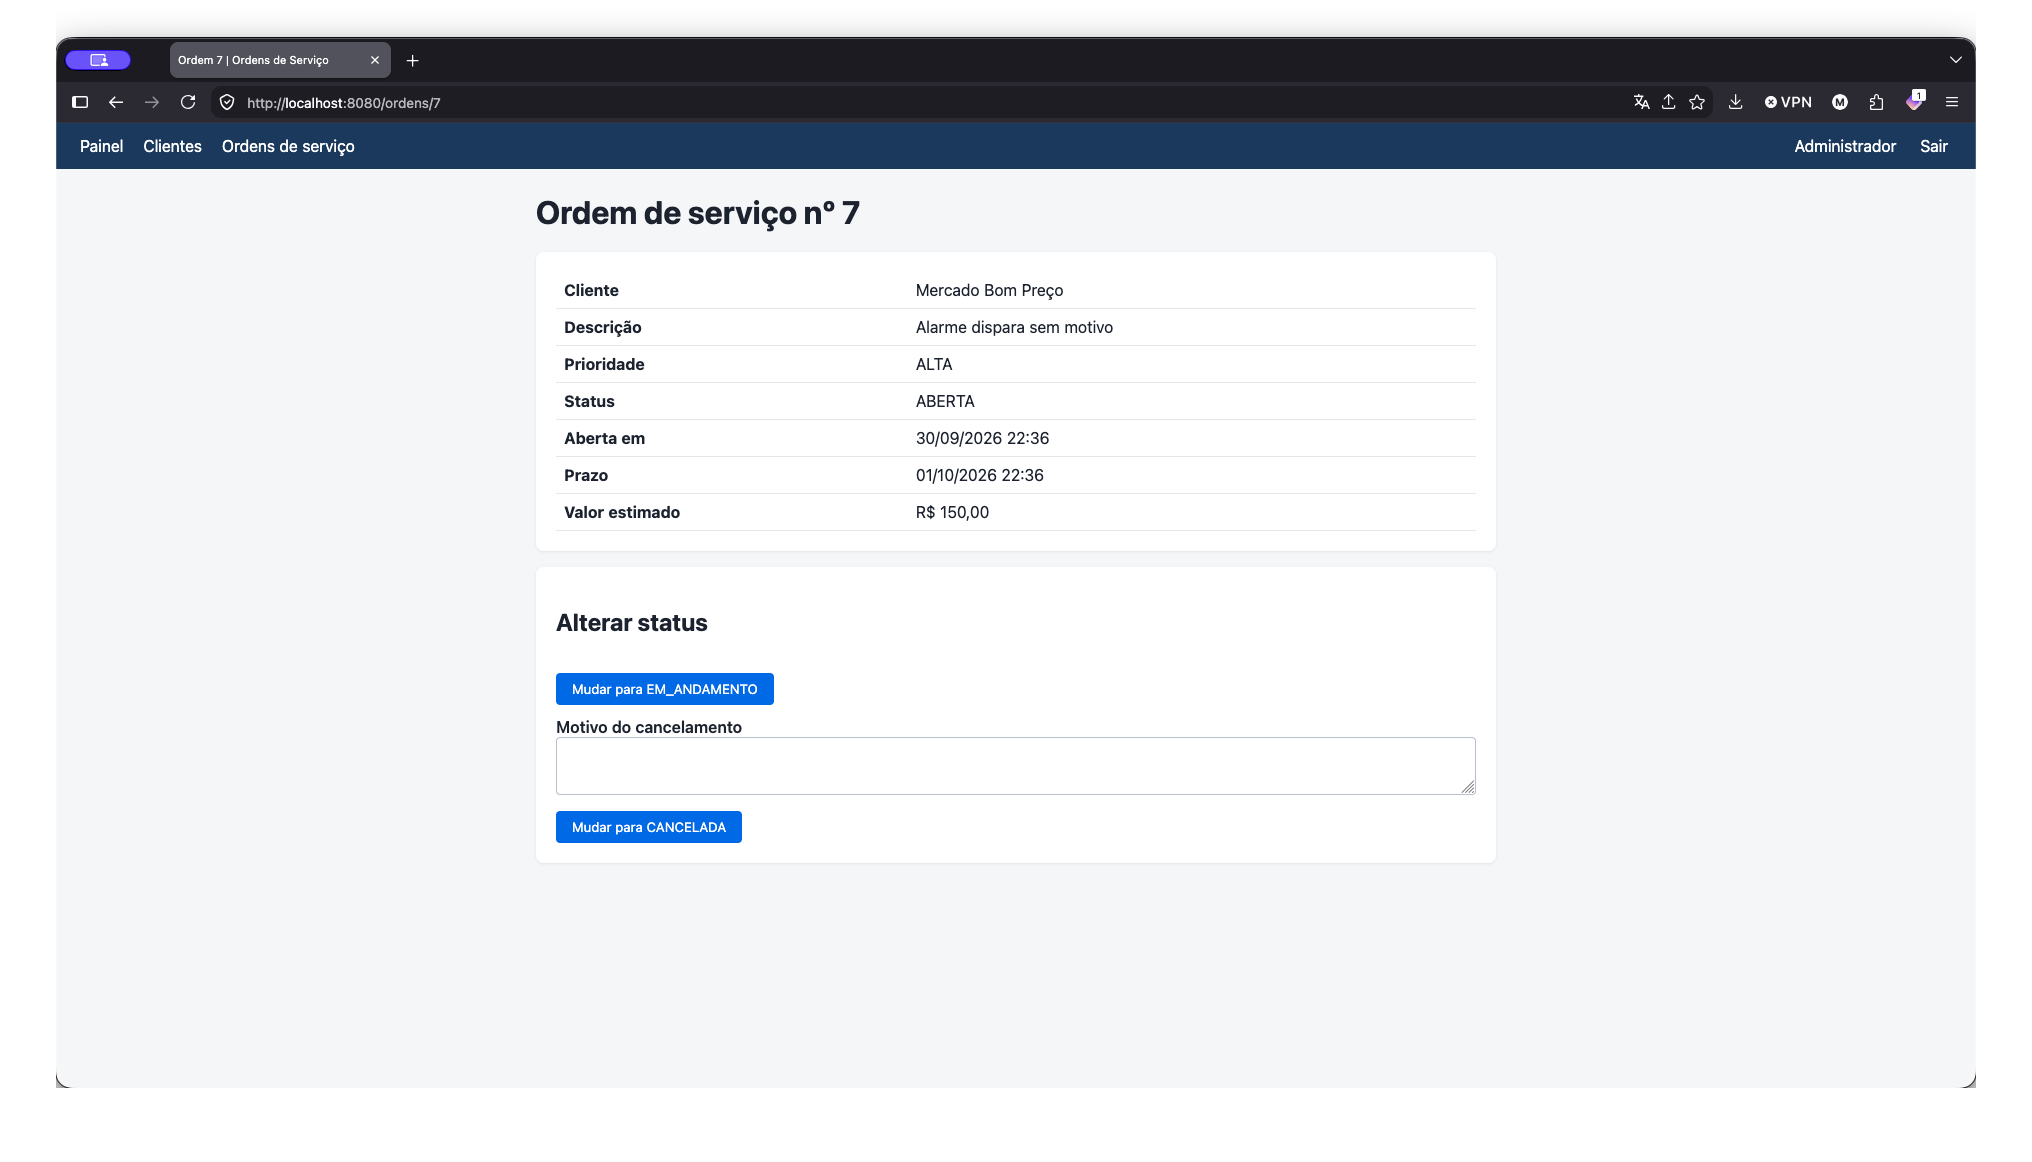 Ordem 7 | Ordens de Serviço
http://localhost:8080/ordens/7
VPN
M
1
Painel Clientes Ordens de serviço Administrador Sair
Ordem de serviço nº 7
Cliente Mercado Bom Preço
Descrição Alarme dispara sem motivo
Prioridade ALTA
Status ABERTA
Aberta em 30/09/2026 22:36
Prazo 01/10/2026 22:36
Valor estimado R$ 150,00
Alterar status
Mudar para EM_ANDAMENTO
Motivo do cancelamento
Mudar para CANCELADA